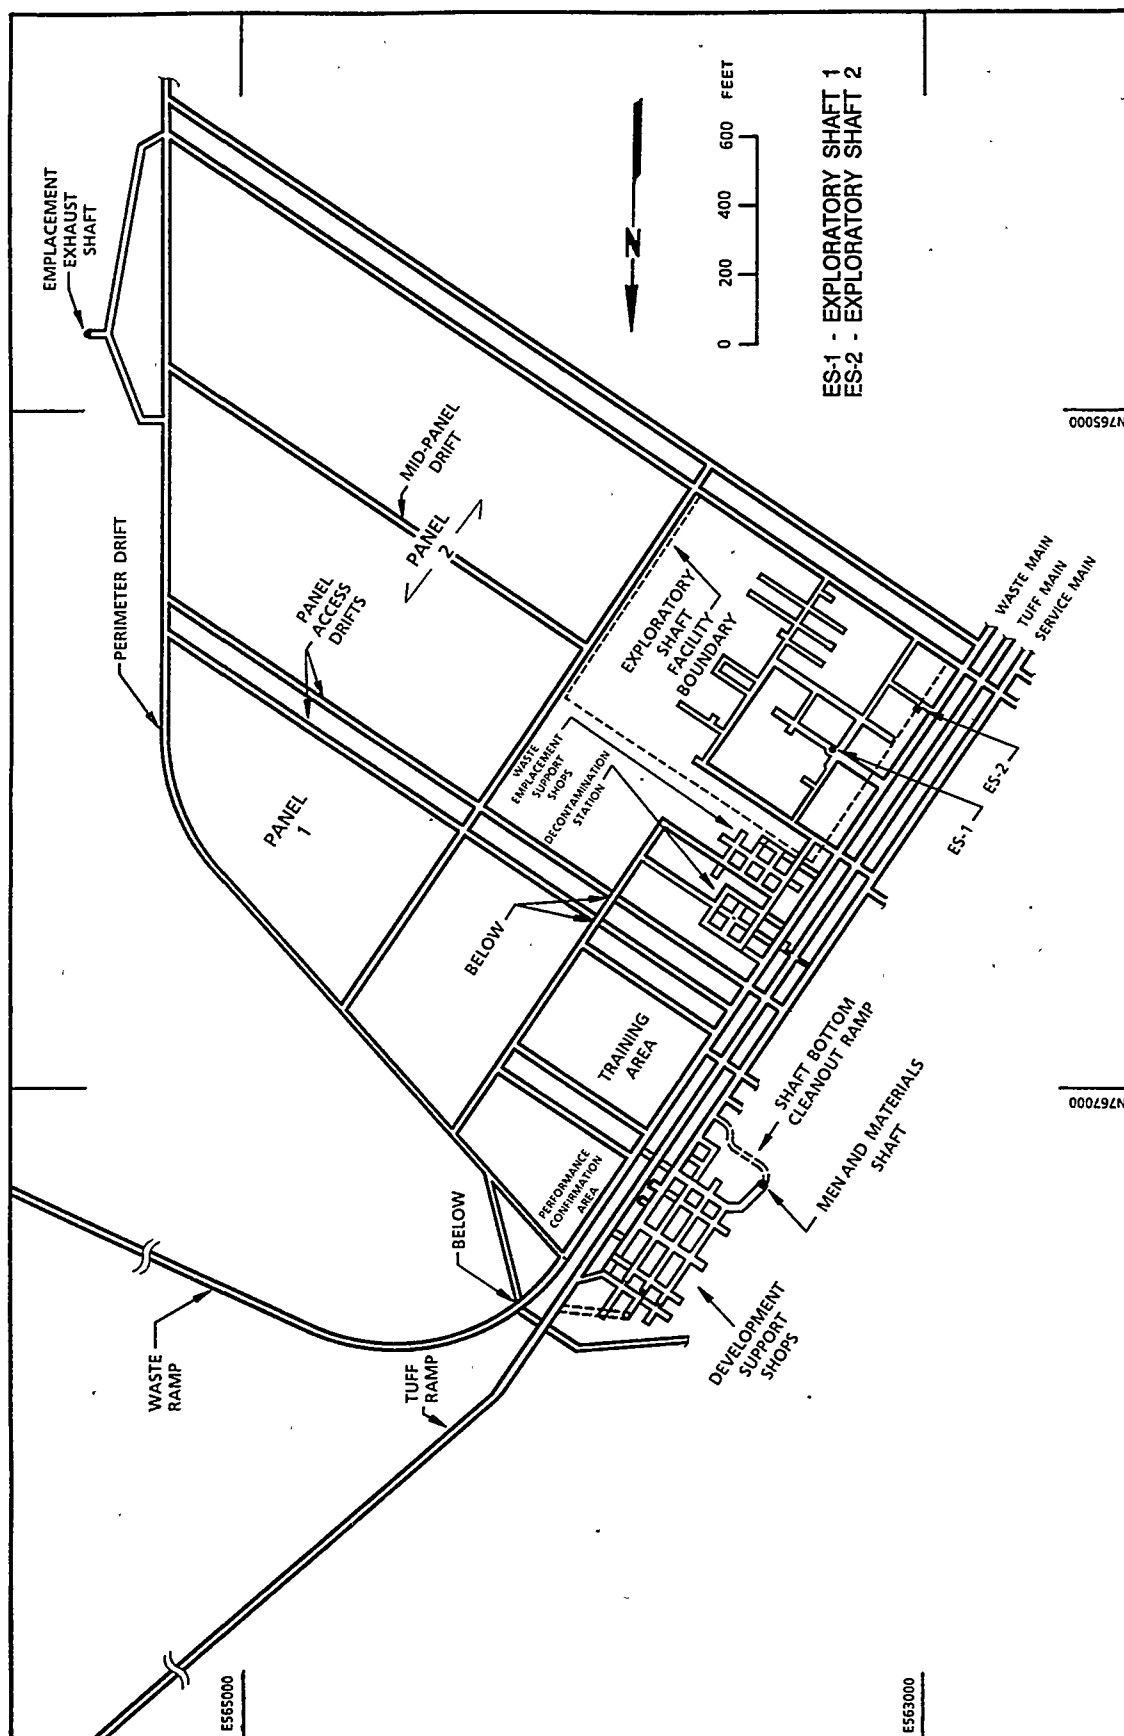 EMPLACEMENT
EXHAUST
SHAFT
PERIMETER DRIFT
PANEL
ACCESS
DRIFTS
MID-PANEL
DRIFT
PANEL
2
PANEL
1
N
0 200 400 600 FEET
ES-1 - EXPLORATORY SHAFT 1
ES-2 - EXPLORATORY SHAFT 2
N765000
EXPLORATORY
SHAFT
FACILITY
BOUNDARY
WASTE
EMPLACEMENT
SUPPORT
SHOPS
DECONTAMINATION
STATION
WASTE MAIN
TUFF MAIN
SERVICE MAIN
ES-2
ES-1
BELOW
TRAINING
AREA
SHAFT BOTTOM
CLEANOUT RAMP
MEN AND MATERIALS
SHAFT
N767000
PERFORMANCE
CONFIRMATION
AREA
BELOW
DEVELOPMENT
SUPPORT
SHOPS
WASTE
RAMP
TUFF
RAMP
E565000
E563000